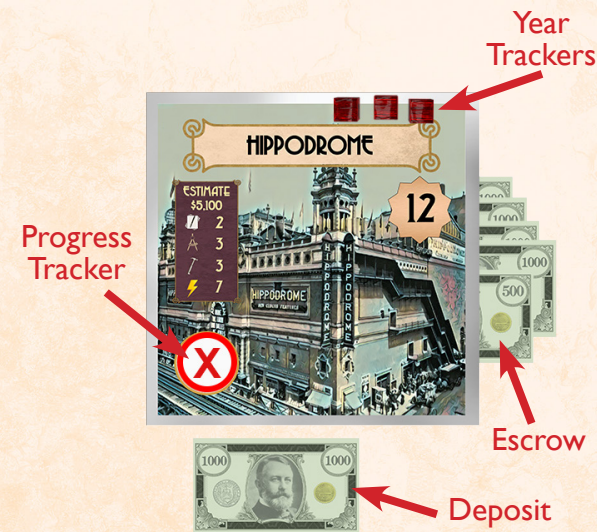 Year
Trackers
HIPPODROME
ESTIMATE
$5,100
2
3
3
7
12
Progress
Tracker
HIPPODROME
HIPPODROME
HIPPODROME
X
1000
1000
1000
500
Escrow
1000
1000
Deposit